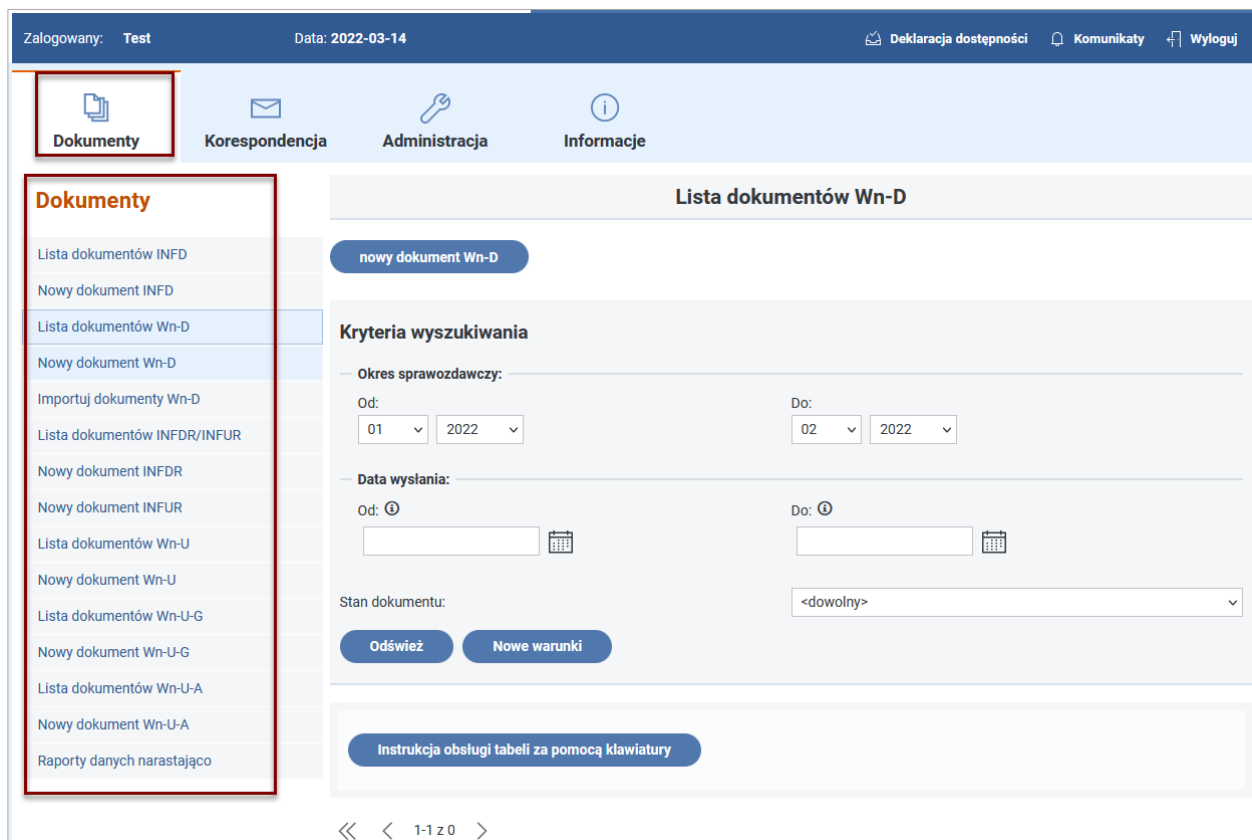 Zalogowany: Test Data: 2022-03-14 Deklaracja dostępności Komunikaty Wyloguj
Dokumenty Korespondencja Administracja Informacje
Dokumenty
Lista dokumentów INFD
Nowy dokument INFD
Lista dokumentów Wn-D
Nowy dokument Wn-D
Importuj dokumenty Wn-D
Lista dokumentów INFDR/INFUR
Nowy dokument INFDR
Nowy dokument INFUR
Lista dokumentów Wn-U
Nowy dokument Wn-U
Lista dokumentów Wn-U-G
Nowy dokument Wn-U-G
Lista dokumentów Wn-U-A
Nowy dokument Wn-U-A
Raporty danych narastająco
Lista dokumentów Wn-D
nowy dokument Wn-D
Kryteria wyszukiwania
Okres sprawozdawczy:
Od: Do:
01 2022 02 2022
Data wysłania:
Od: Do:
Stan dokumentu: <dowolny>
Odśwież Nowe warunki
Instrukcja obsługi tabeli za pomocą klawiatury
1-1 z 0